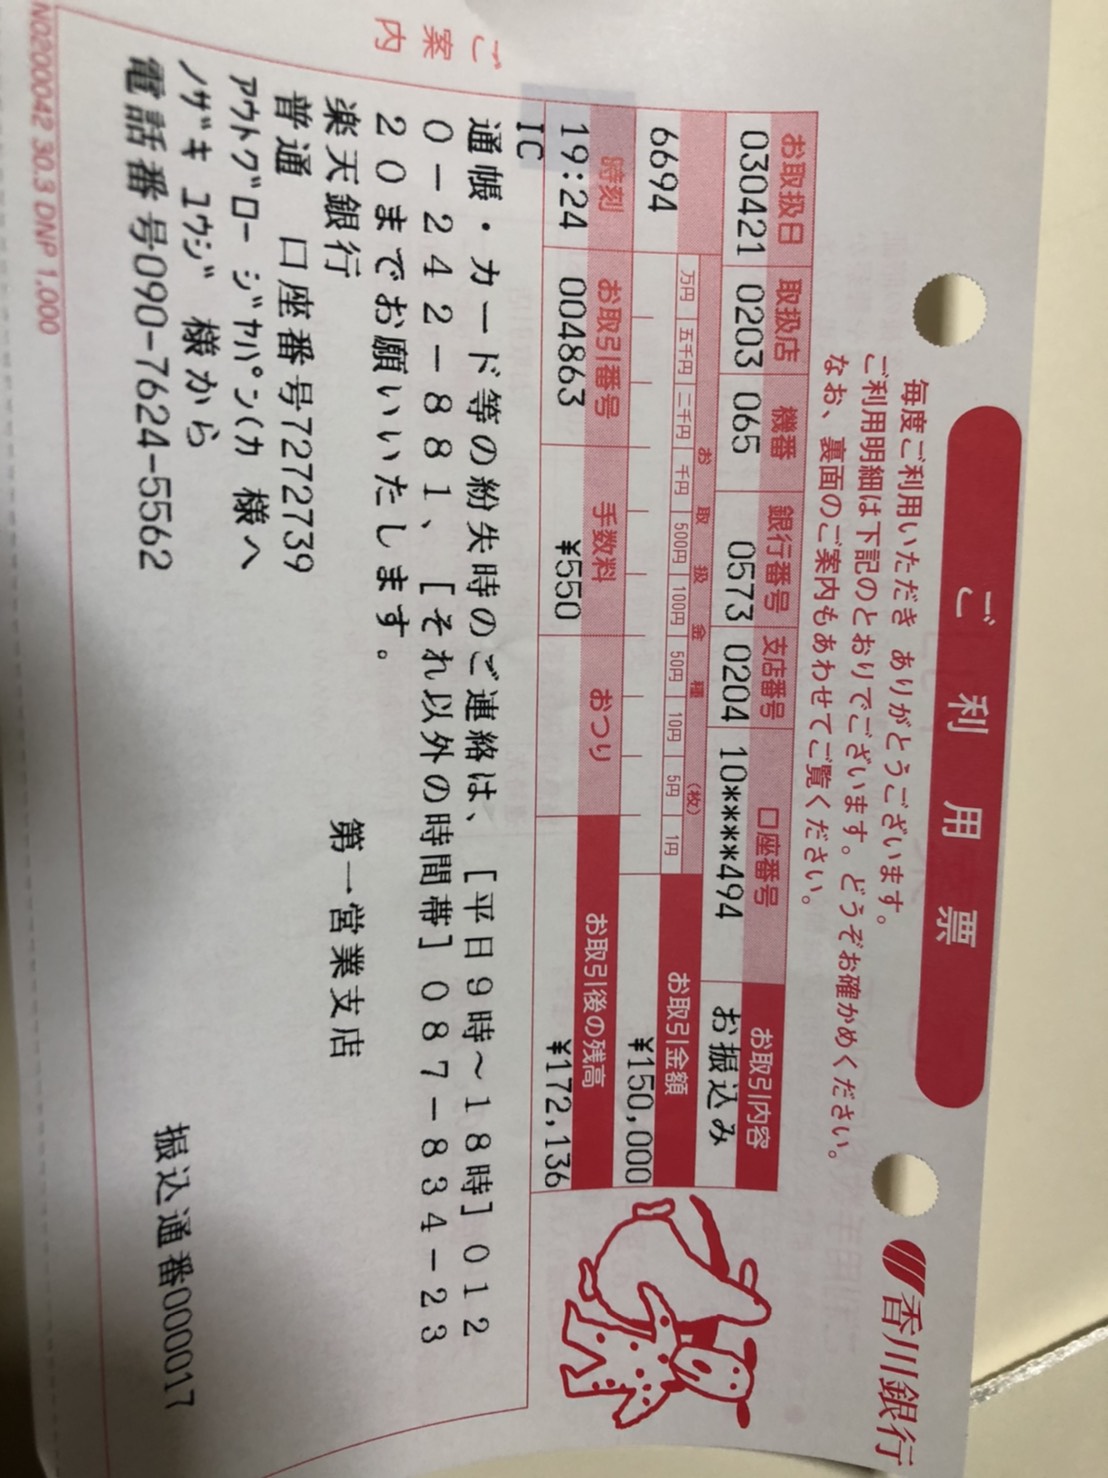 ご利用票
香川銀行
毎度ご利用いただき ありがとうございます。
ご利用明細は下記のとおりでございます。どうぞお確かめください。
なお、裏面のご案内もあわせてご覧ください。
お取扱日 取扱店 機番 銀行番号 支店番号 口座番号 お取引内容
030421 0203 065 0573 0204 10*****494 お振込み
お取扱金種(枚) お取引金額
万円 五千円 二千円 千円 500円 100円 50円 10円 5円 1円
6694 ¥150,000
時刻 お取引番号 手数料 おつり お取引後の残高
19:24 004863 ¥550 ¥172,136
IC
ご案内
通帳・カード等の紛失時のご連絡は、[平日9時~18時]012
0-242-881、[それ以外の時間帯]087-834-23
20までお願いいたします。
楽天銀行 第一営業支店
普通 口座番号7272739
アウトグロー ジヤパン(カ 様へ
ノザキ ユウジ 様から
電話番号090-7624-5562 振込通番000017
N0200042 30.3 DNP 1,000